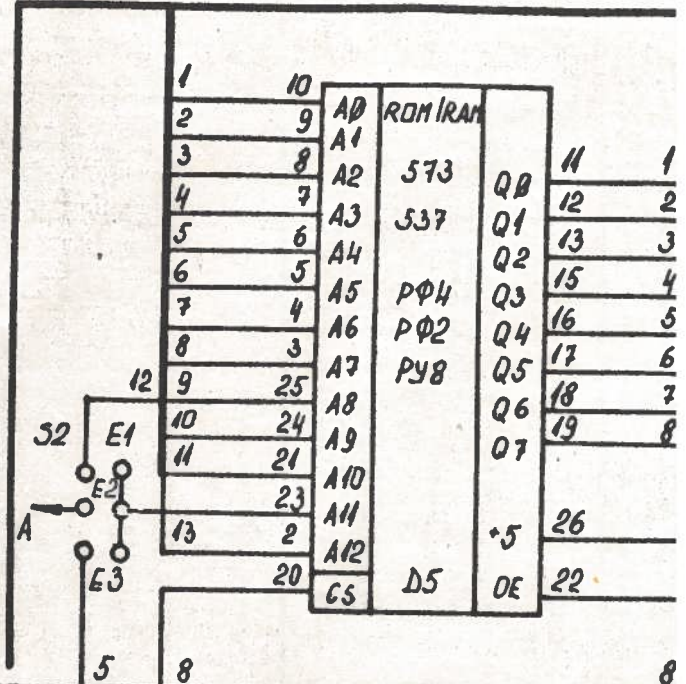 1 10 A0 ROM/RAM
2 9 A1
3 8 A2 573 Q0 11 1
4 7 A3 537 Q1 12 2
5 6 A4 Q2 13 3
6 5 A5 РФ4 Q3 15 4
7 4 A6 РФ2 Q4 16 5
8 3 A7 РУ8 Q5 17 6
12 9 25 A8 Q6 18 7
S2 E1 10 24 A9 Q7 19 8
11 21 A10
E2 23 A11
A 13 2 A12 +5 26
E3 20 CS D5 OE 22
5 8 8